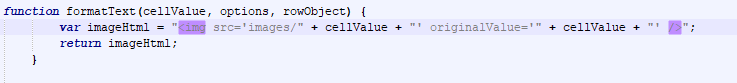 function formatText(cellValue, options, rowObject) {
var imageHtml = "<img src='images/" + cellValue + "' originalValue='" + cellValue + "' />";
return imageHtml;
}